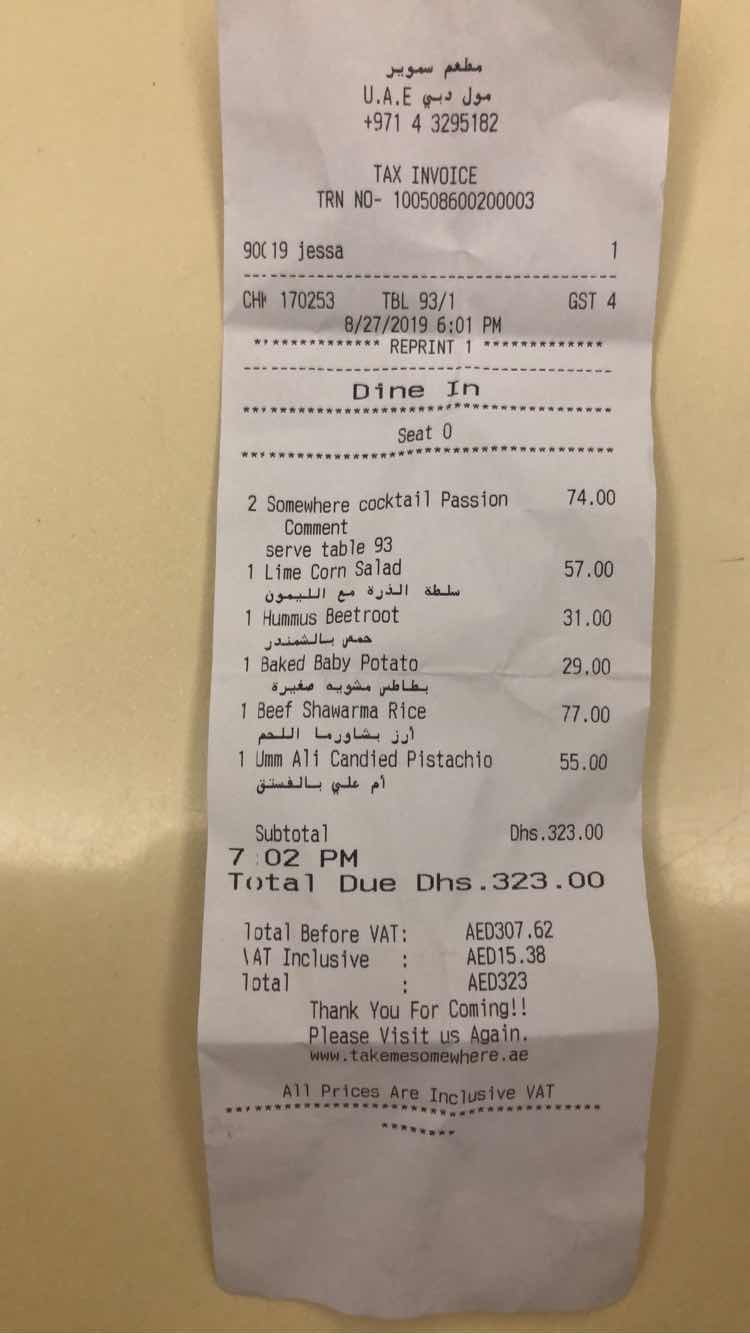 مطعم سموير
مول دبي U.A.E
+971 4 3295182
TAX INVOICE
TRN NO- 100508600200003
jessa 1
170253 TBL 93/1 GST 4
8/27/2019 6:01 PM
************* REPRINT 1 *************
Dine In
Seat 0
2 Somewhere cocktail Passion 74.00
Comment
serve table 93
1 Lime Corn Salad 57.00
سلطة الذرة مع الليمون
1 Hummus Beetroot 31.00
حمص بالشمندر
1 Baked Baby Potato 29.00
بطاطس مشويه صغيرة
1 Beef Shawarma Rice 77.00
أرز بشاورما اللحم
1 Umm Ali Candied Pistachio 55.00
أم علي بالفستق
Subtotal Dhs.323.00
7:02 PM
Total Due Dhs.323.00
Total Before VAT: AED307.62
VAT Inclusive : AED15.38
Total : AED323
Thank You For Coming!!
Please Visit us Again.
www.takemesomewhere.ae
All Prices Are Inclusive VAT